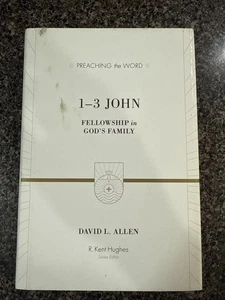 PREACHING the WORD
1–3 JOHN
FELLOWSHIP in
GOD'S FAMILY
DAVID L. ALLEN
R. Kent Hughes
Series Editor